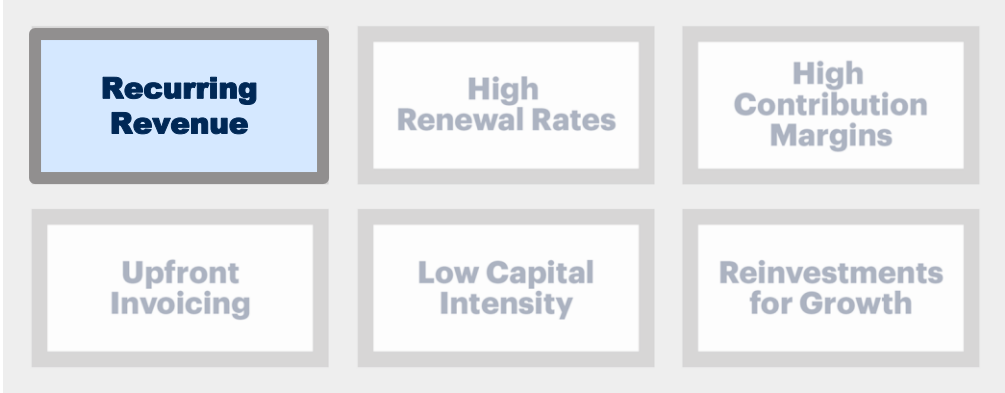 Recurring
Revenue
High
Renewal Rates
High
Contribution
Margins
Upfront
Invoicing
Low Capital
Intensity
Reinvestments
for Growth